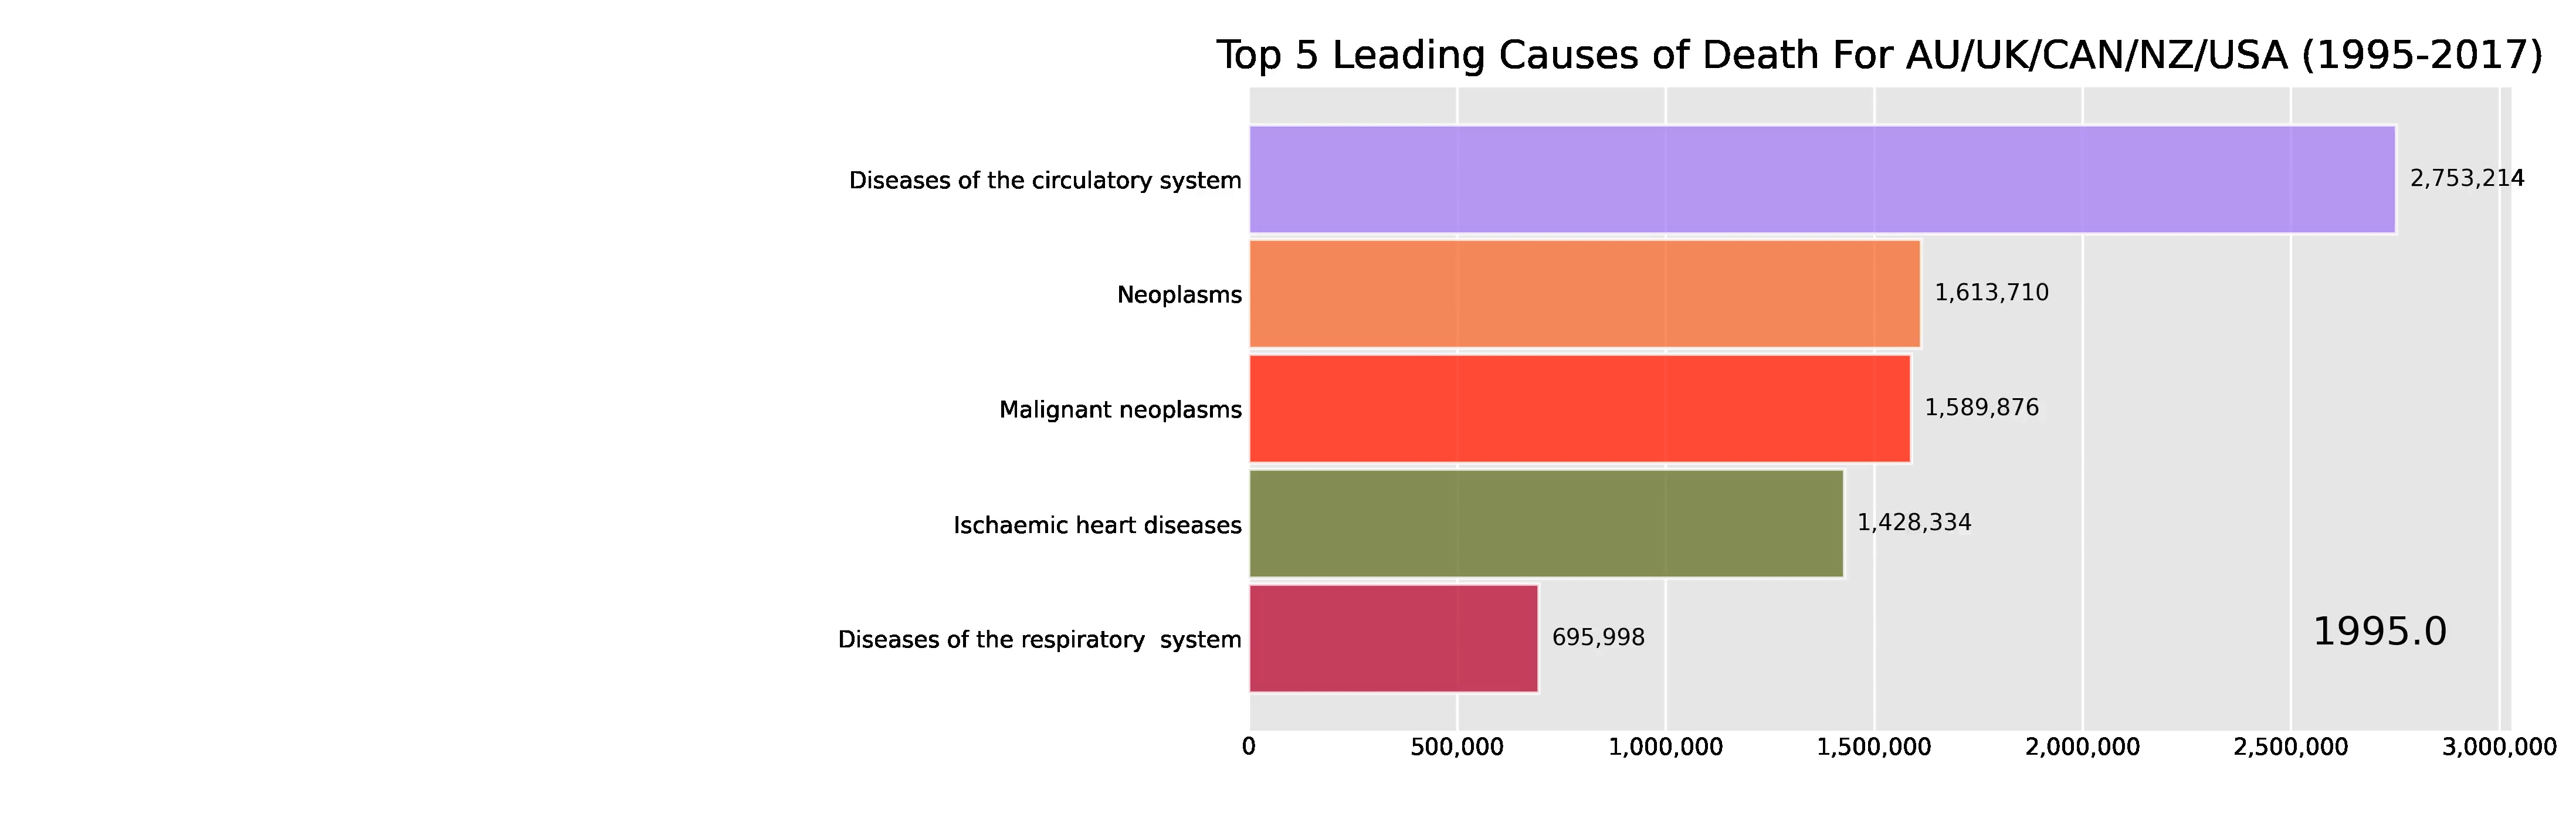 Top 5 Leading Causes of Death For AU/UK/CAN/NZ/USA (1995-2017)
Diseases of the circulatory system 2,753,214
Neoplasms 1,613,710
Malignant neoplasms 1,589,876
Ischaemic heart diseases 1,428,334
Diseases of the respiratory  system 695,998
1995.0
0 500,000 1,000,000 1,500,000 2,000,000 2,500,000 3,000,000